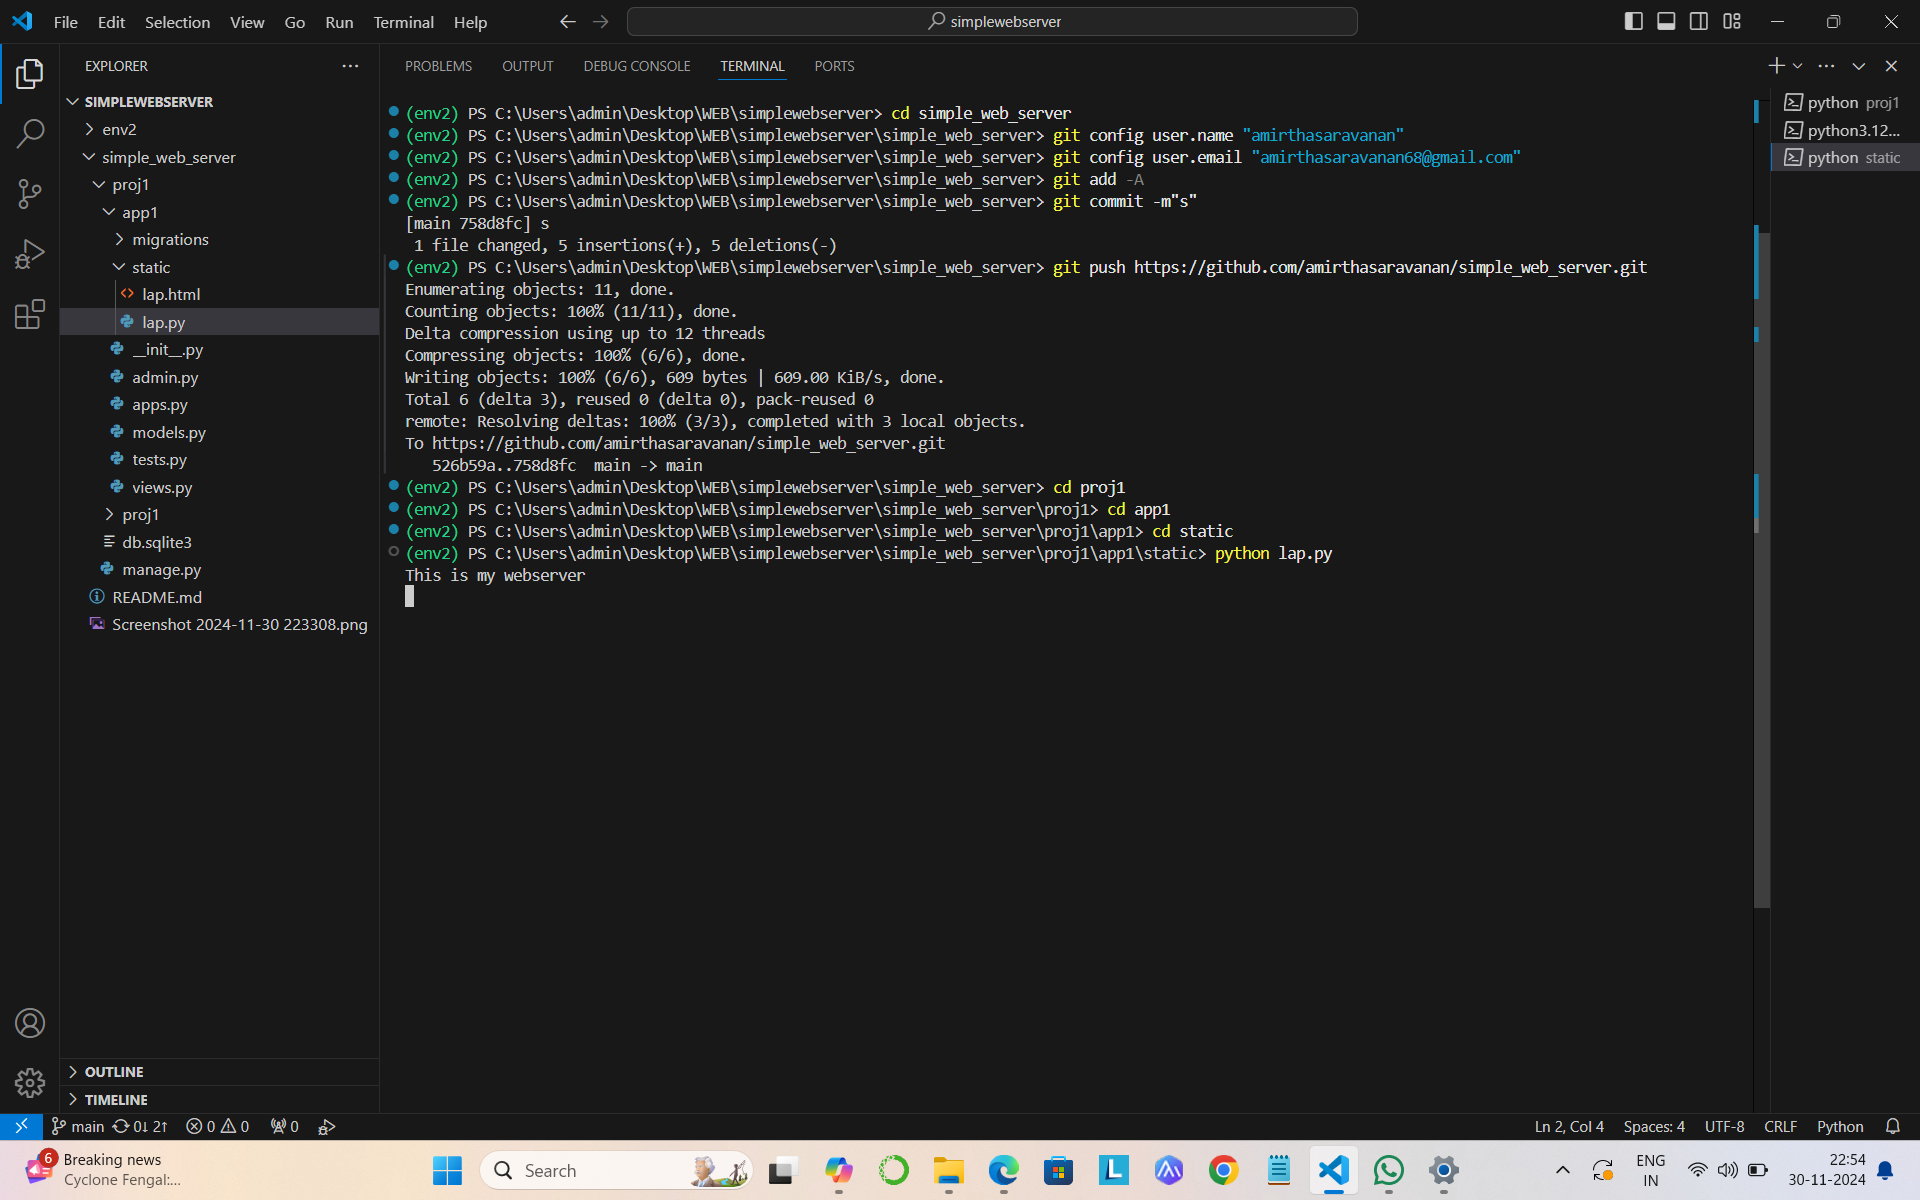 File Edit Selection View Go Run Terminal Help
simplewebserver
EXPLORER
SIMPLEWEBSERVER
env2
simple_web_server
proj1
app1
migrations
static
lap.html
lap.py
__init__.py
admin.py
apps.py
models.py
tests.py
views.py
proj1
db.sqlite3
manage.py
README.md
Screenshot 2024-11-30 223308.png
OUTLINE
TIMELINE
PROBLEMS OUTPUT DEBUG CONSOLE TERMINAL PORTS
(env2) PS C:\Users\admin\Desktop\WEB\simplewebserver> cd simple_web_server
(env2) PS C:\Users\admin\Desktop\WEB\simplewebserver\simple_web_server> git config user.name "amirthasaravanan"
(env2) PS C:\Users\admin\Desktop\WEB\simplewebserver\simple_web_server> git config user.email "amirthasaravanan68@gmail.com"
(env2) PS C:\Users\admin\Desktop\WEB\simplewebserver\simple_web_server> git add -A
(env2) PS C:\Users\admin\Desktop\WEB\simplewebserver\simple_web_server> git commit -m"s"
[main 758d8fc] s
1 file changed, 5 insertions(+), 5 deletions(-)
(env2) PS C:\Users\admin\Desktop\WEB\simplewebserver\simple_web_server> git push https://github.com/amirthasaravanan/simple_web_server.git
Enumerating objects: 11, done.
Counting objects: 100% (11/11), done.
Delta compression using up to 12 threads
Compressing objects: 100% (6/6), done.
Writing objects: 100% (6/6), 609 bytes | 609.00 KiB/s, done.
Total 6 (delta 3), reused 0 (delta 0), pack-reused 0
remote: Resolving deltas: 100% (3/3), completed with 3 local objects.
To https://github.com/amirthasaravanan/simple_web_server.git
526b59a..758d8fc main -> main
(env2) PS C:\Users\admin\Desktop\WEB\simplewebserver\simple_web_server> cd proj1
(env2) PS C:\Users\admin\Desktop\WEB\simplewebserver\simple_web_server\proj1> cd app1
(env2) PS C:\Users\admin\Desktop\WEB\simplewebserver\simple_web_server\proj1\app1> cd static
(env2) PS C:\Users\admin\Desktop\WEB\simplewebserver\simple_web_server\proj1\app1\static> python lap.py
This is my webserver
python proj1
python3.12...
python static
main 0↓ 2↑ 0 0 0
Ln 2, Col 4 Spaces: 4 UTF-8 CRLF Python
6
Breaking news
Cyclone Fengal:...
Search
L
ENG
IN
22:54
30-11-2024